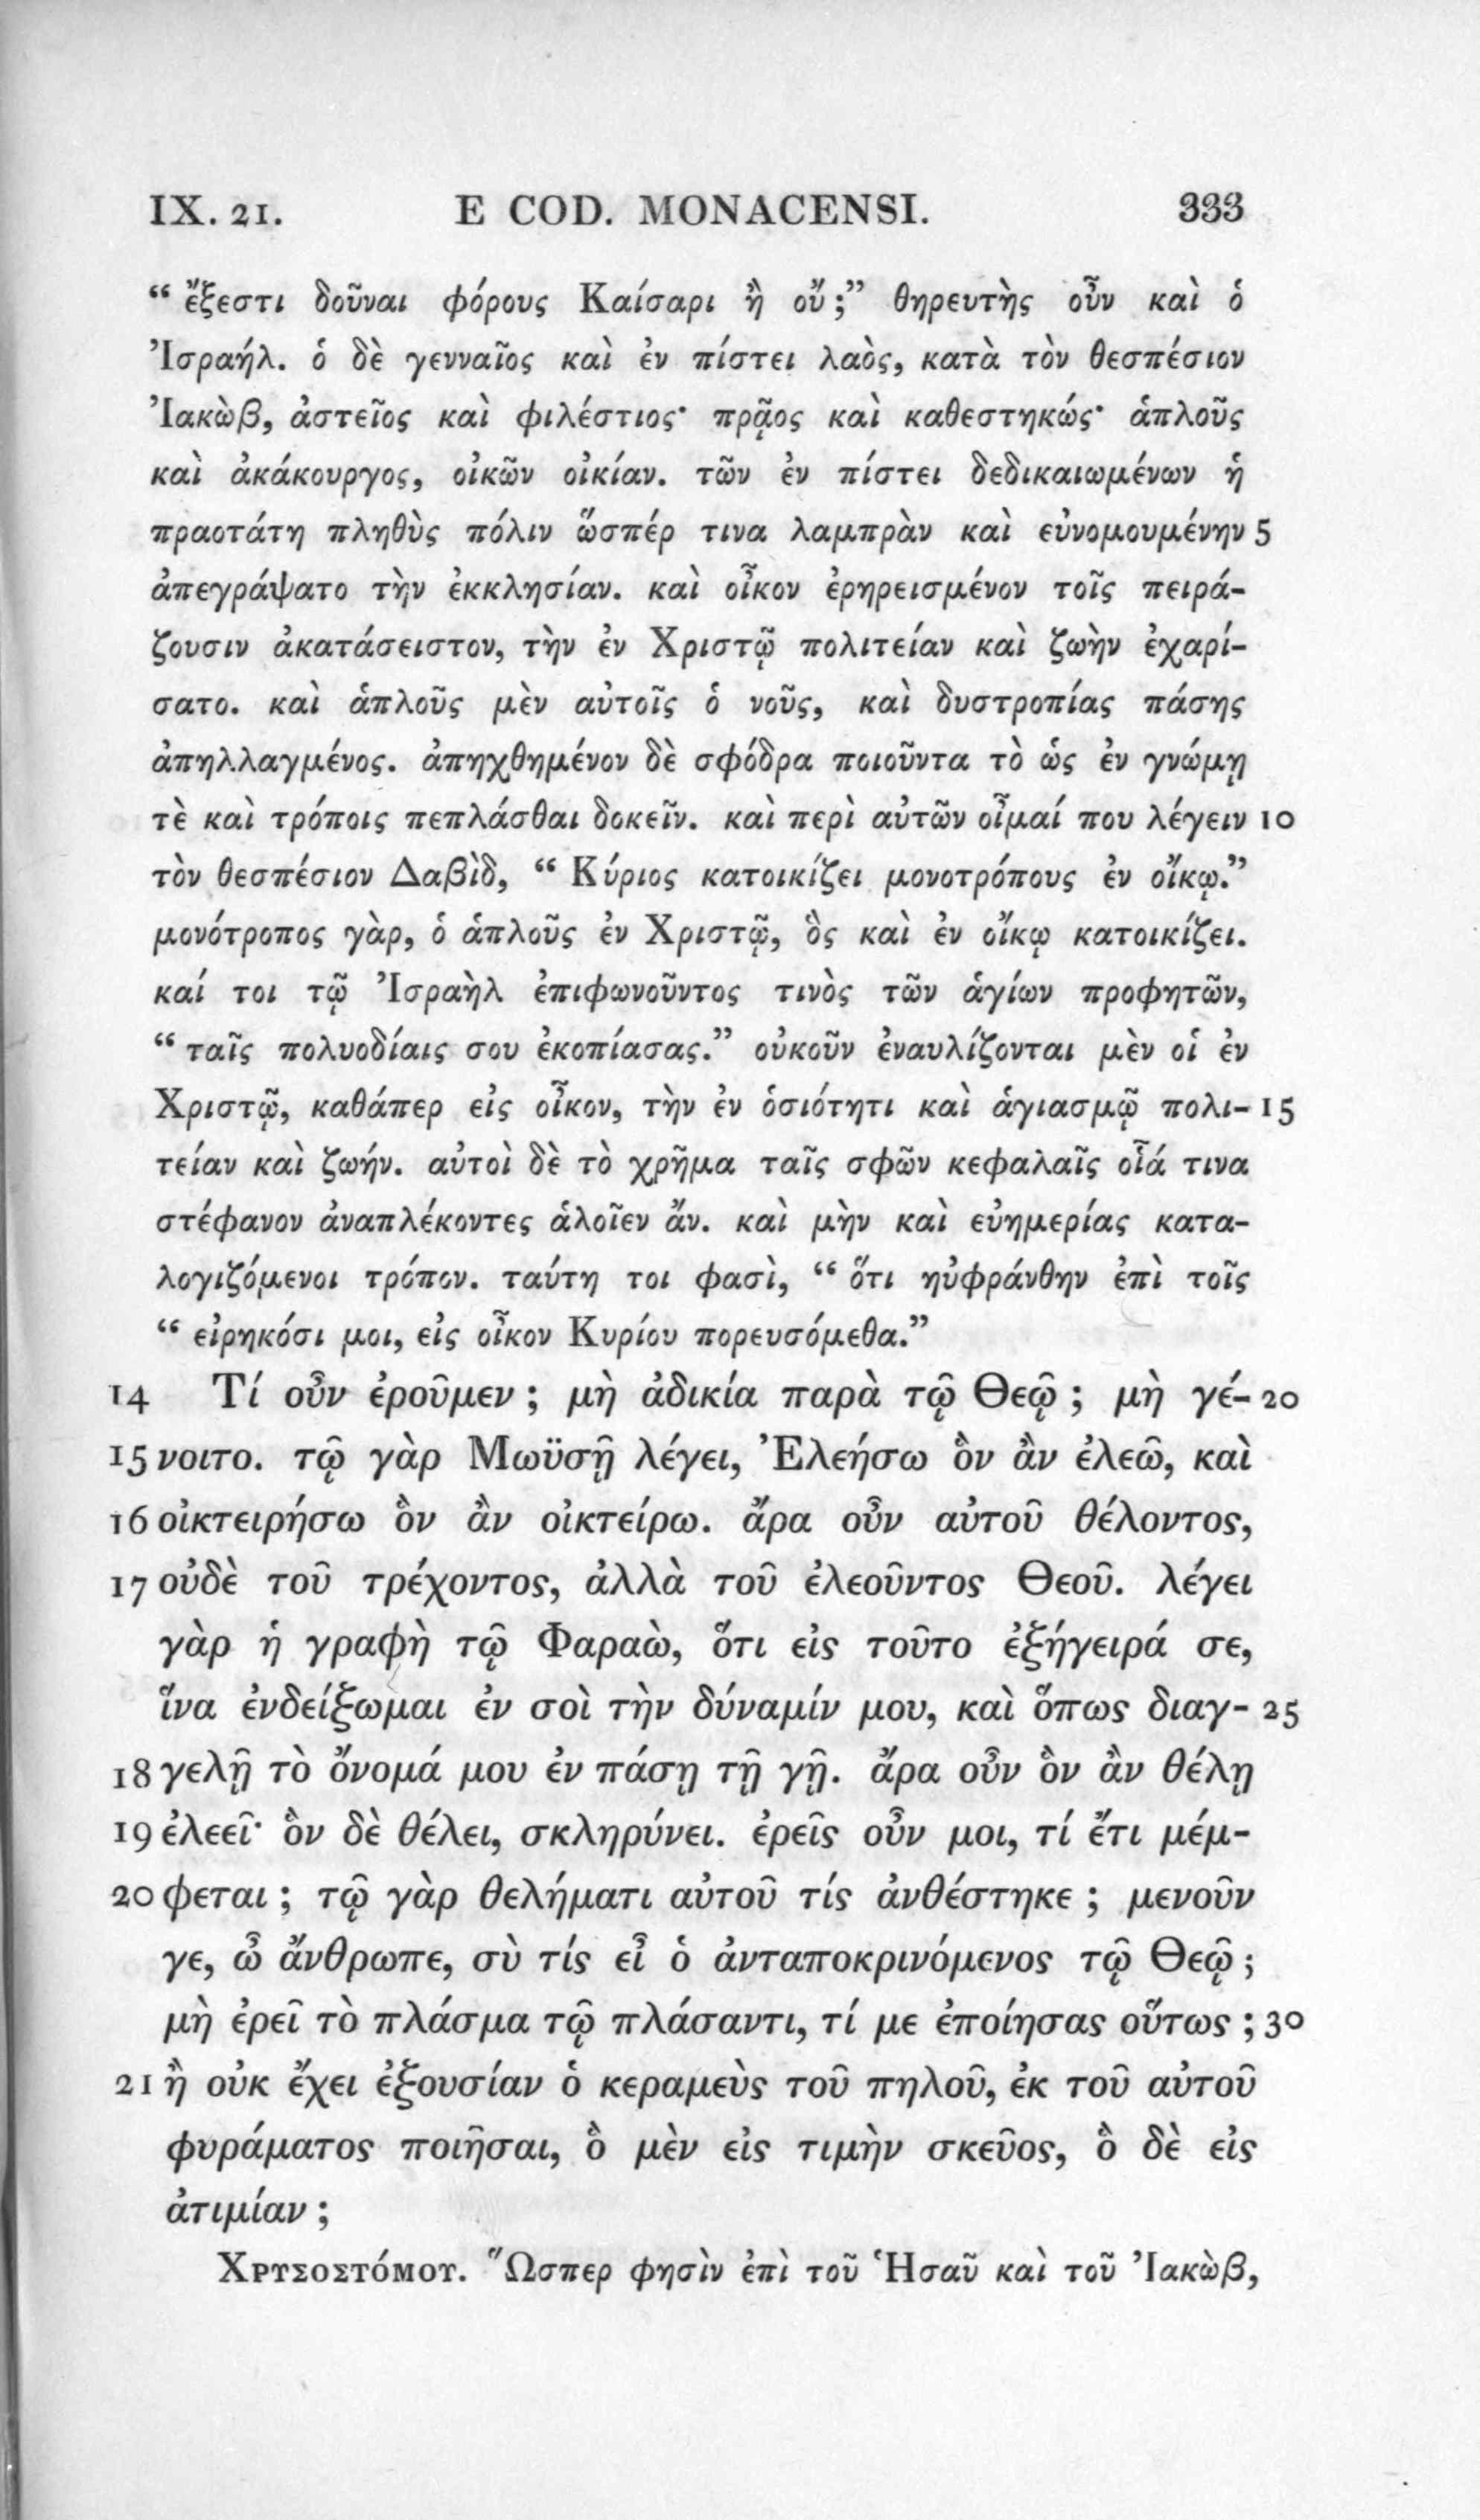 IX. 21. E COD. MONACENSI. 333
“ ἔξεστι δοῦναι φόρους Καίσαρι ἢ οὔ;” θηρευτὴς οὖν καὶ ὁ
Ἰσραήλ. ὁ δὲ γενναῖος καὶ ἐν πίστει λαὸς, κατὰ τὸν θεσπέσιον
Ἰακὼβ, ἀστεῖος καὶ φιλέστιος· πρᾷος καὶ καθεστηκώς· ἁπλοῦς
καὶ ἀκάκουργος, οἰκῶν οἰκίαν. τῶν ἐν πίστει δεδικαιωμένων ἡ
πραοτάτη πληθὺς πόλιν ὥσπέρ τινα λαμπρὰν καὶ εὐνομουμένην 5
ἀπεγράψατο τὴν ἐκκλησίαν. καὶ οἶκον ἐρηρεισμένον τοῖς πειρά-
ζουσιν ἀκατάσειστον, τὴν ἐν Χριστῷ πολιτείαν καὶ ζωὴν ἐχαρί-
σατο. καὶ ἁπλοῦς μὲν αὐτοῖς ὁ νοῦς, καὶ δυστροπίας πάσης
ἀπηλλαγμένος. ἀπηχθημένον δὲ σφόδρα ποιοῦντα τὸ ὡς ἐν γνώμῃ
τὲ καὶ τρόποις πεπλάσθαι δοκεῖν. καὶ περὶ αὐτῶν οἶμαί που λέγειν 10
τὸν θεσπέσιον Δαβὶδ, “ Κύριος κατοικίζει μονοτρόπους ἐν οἴκῳ.”
μονότροπος γὰρ, ὁ ἁπλοῦς ἐν Χριστῷ, ὃς καὶ ἐν οἴκῳ κατοικίζει.
καί τοι τῷ Ἰσραὴλ ἐπιφωνοῦντος τινὸς τῶν ἁγίων προφητῶν,
“ ταῖς πολυοδίαις σου ἐκοπίασας.” οὐκοῦν ἐναυλίζονται μὲν οἱ ἐν
Χριστῷ, καθάπερ εἰς οἶκον, τὴν ἐν ὁσιότητι καὶ ἁγιασμῷ πολι- 15
τείαν καὶ ζωήν. αὐτοὶ δὲ τὸ χρῆμα ταῖς σφῶν κεφαλαῖς οἷά τινα
στέφανον ἀναπλέκοντες ἁλοῖεν ἄν. καὶ μὴν καὶ εὐημερίας κατα-
λογιζόμενοι τρόπον. ταύτη τοι φασὶ, “ ὅτι ηὐφράνθην ἐπὶ τοῖς
“ εἰρηκόσι μοι, εἰς οἶκον Κυρίου πορευσόμεθα.”
14 Τί οὖν ἐροῦμεν ; μὴ ἀδικία παρὰ τῷ Θεῷ ; μὴ γέ- 20
15 νοιτο. τῷ γὰρ Μωϋσῇ λέγει, Ἐλεήσω ὃν ἂν ἐλεῶ, καὶ
16 οἰκτειρήσω ὃν ἂν οἰκτείρω. ἄρα οὖν αὐτοῦ θέλοντος,
17 οὐδὲ τοῦ τρέχοντος, ἀλλὰ τοῦ ἐλεοῦντος Θεοῦ. λέγει
γὰρ ἡ γραφὴ τῷ Φαραὼ, ὅτι εἰς τοῦτο ἐξήγειρά σε,
ἵνα ἐνδείξωμαι ἐν σοὶ τὴν δύναμίν μου, καὶ ὅπως διαγ- 25
18 γελῇ τὸ ὄνομά μου ἐν πάσῃ τῇ γῇ. ἄρα οὖν ὃν ἂν θέλῃ
19 ἐλεεῖ· ὃν δὲ θέλει, σκληρύνει. ἐρεῖς οὖν μοι, τί ἔτι μέμ-
20 φεται ; τῷ γὰρ θελήματι αὐτοῦ τίς ἀνθέστηκε ; μενοῦν
γε, ὦ ἄνθρωπε, σὺ τίς εἶ ὁ ἀνταποκρινόμενος τῷ Θεῷ ;
μὴ ἐρεῖ τὸ πλάσμα τῷ πλάσαντι, τί με ἐποίησας οὕτως ; 30
21 ἢ οὐκ ἔχει ἐξουσίαν ὁ κεραμεὺς τοῦ πηλοῦ, ἐκ τοῦ αὐτοῦ
φυράματος ποιῆσαι, ὃ μὲν εἰς τιμὴν σκεῦος, ὃ δὲ εἰς
ἀτιμίαν ;
ΧΡΥΣΟΣΤόΜΟΥ. Ὥσπερ φησὶν ἐπὶ τοῦ Ἡσαῦ καὶ τοῦ Ἰακὼβ,